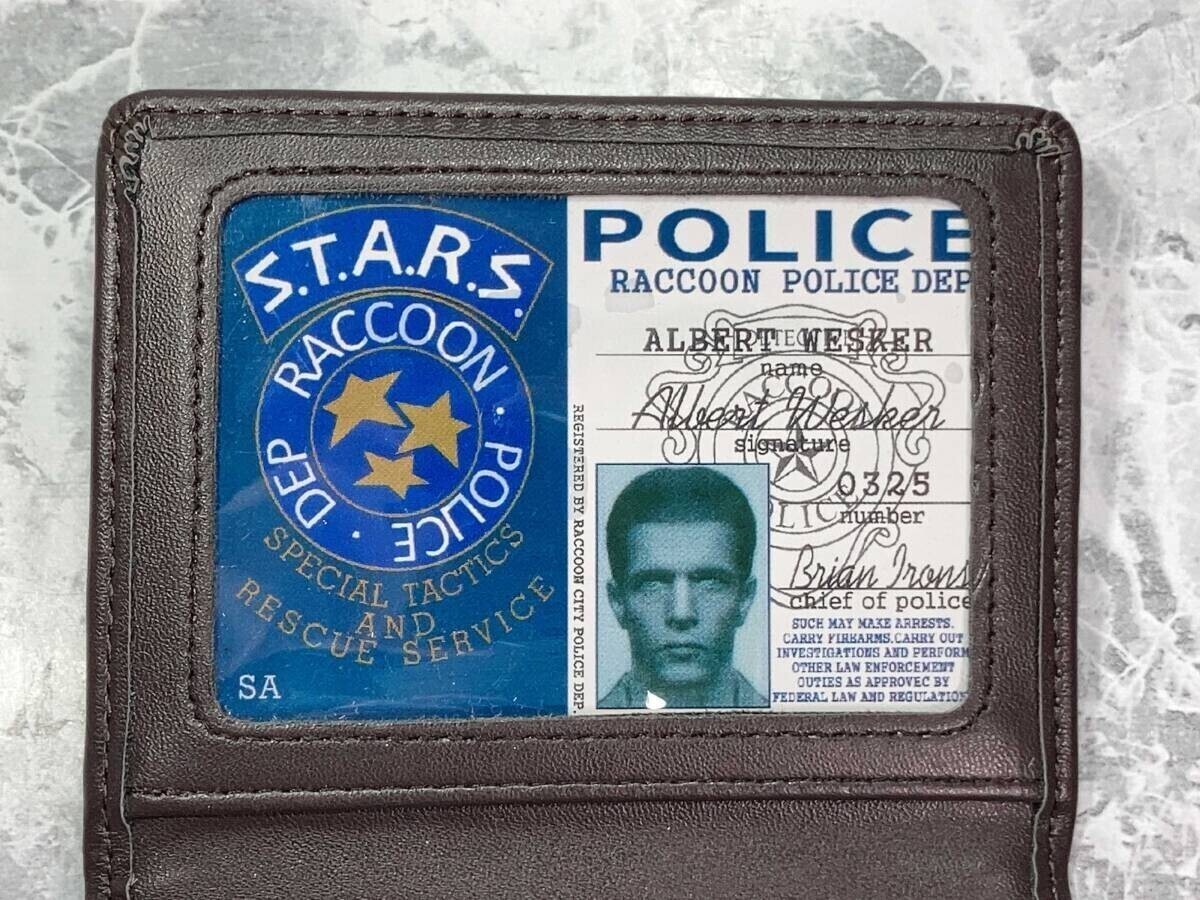 S.T.A.R.S.
RACCOON · POLICE · DEP
SPECIAL TACTICS
AND
RESCUE SERVICE
SA
POLICE
RACCOON POLICE DEP
ALBERT WESKER
name
Albert Wesker
signature
0325
number
Brian Irons
chief of police
SUCH MAY MAKE ARRESTS.
CARRY FIREARMS.CARRY OUT
INVESTIGATIONS AND PERFORM
OTHER LAW ENFORCEMENT
DUTIES AS APPROVEC BY
FEDERAL LAW AND REGULATION
REGISTERED BY RACCOON CITY POLICE DEP.
RACCOO
POLICE